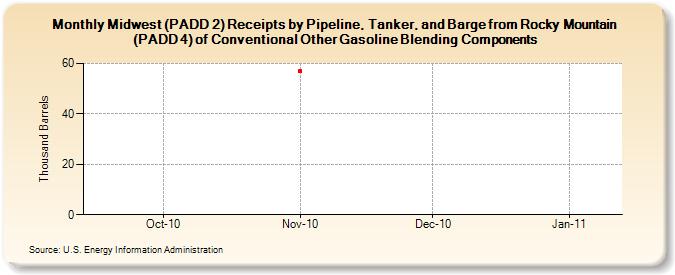 Monthly Midwest (PADD 2) Receipts by Pipeline, Tanker, and Barge from Rocky Mountain
(PADD 4) of Conventional Other Gasoline Blending Components
Thousand Barrels
60
40
20
0
Oct-10 Nov-10 Dec-10 Jan-11
Source: U.S. Energy Information Administration